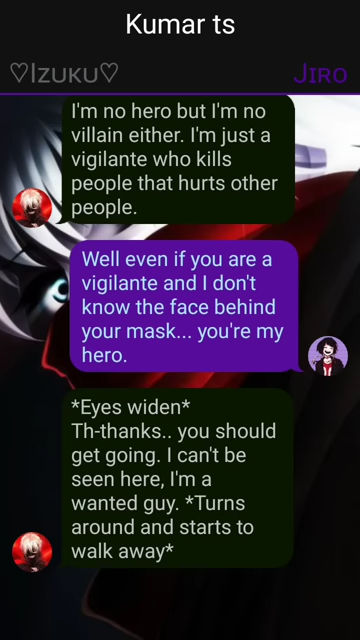 Kumar ts
♡Izuku♡
Jiro
I'm no hero but I'm no
villain either. I'm just a
vigilante who kills
people that hurts other
people.
Well even if you are a
vigilante and I don't
know the face behind
your mask... you're my
hero.
*Eyes widen*
Th-thanks.. you should
get going. I can't be
seen here, I'm a
wanted guy. *Turns
around and starts to
walk away*